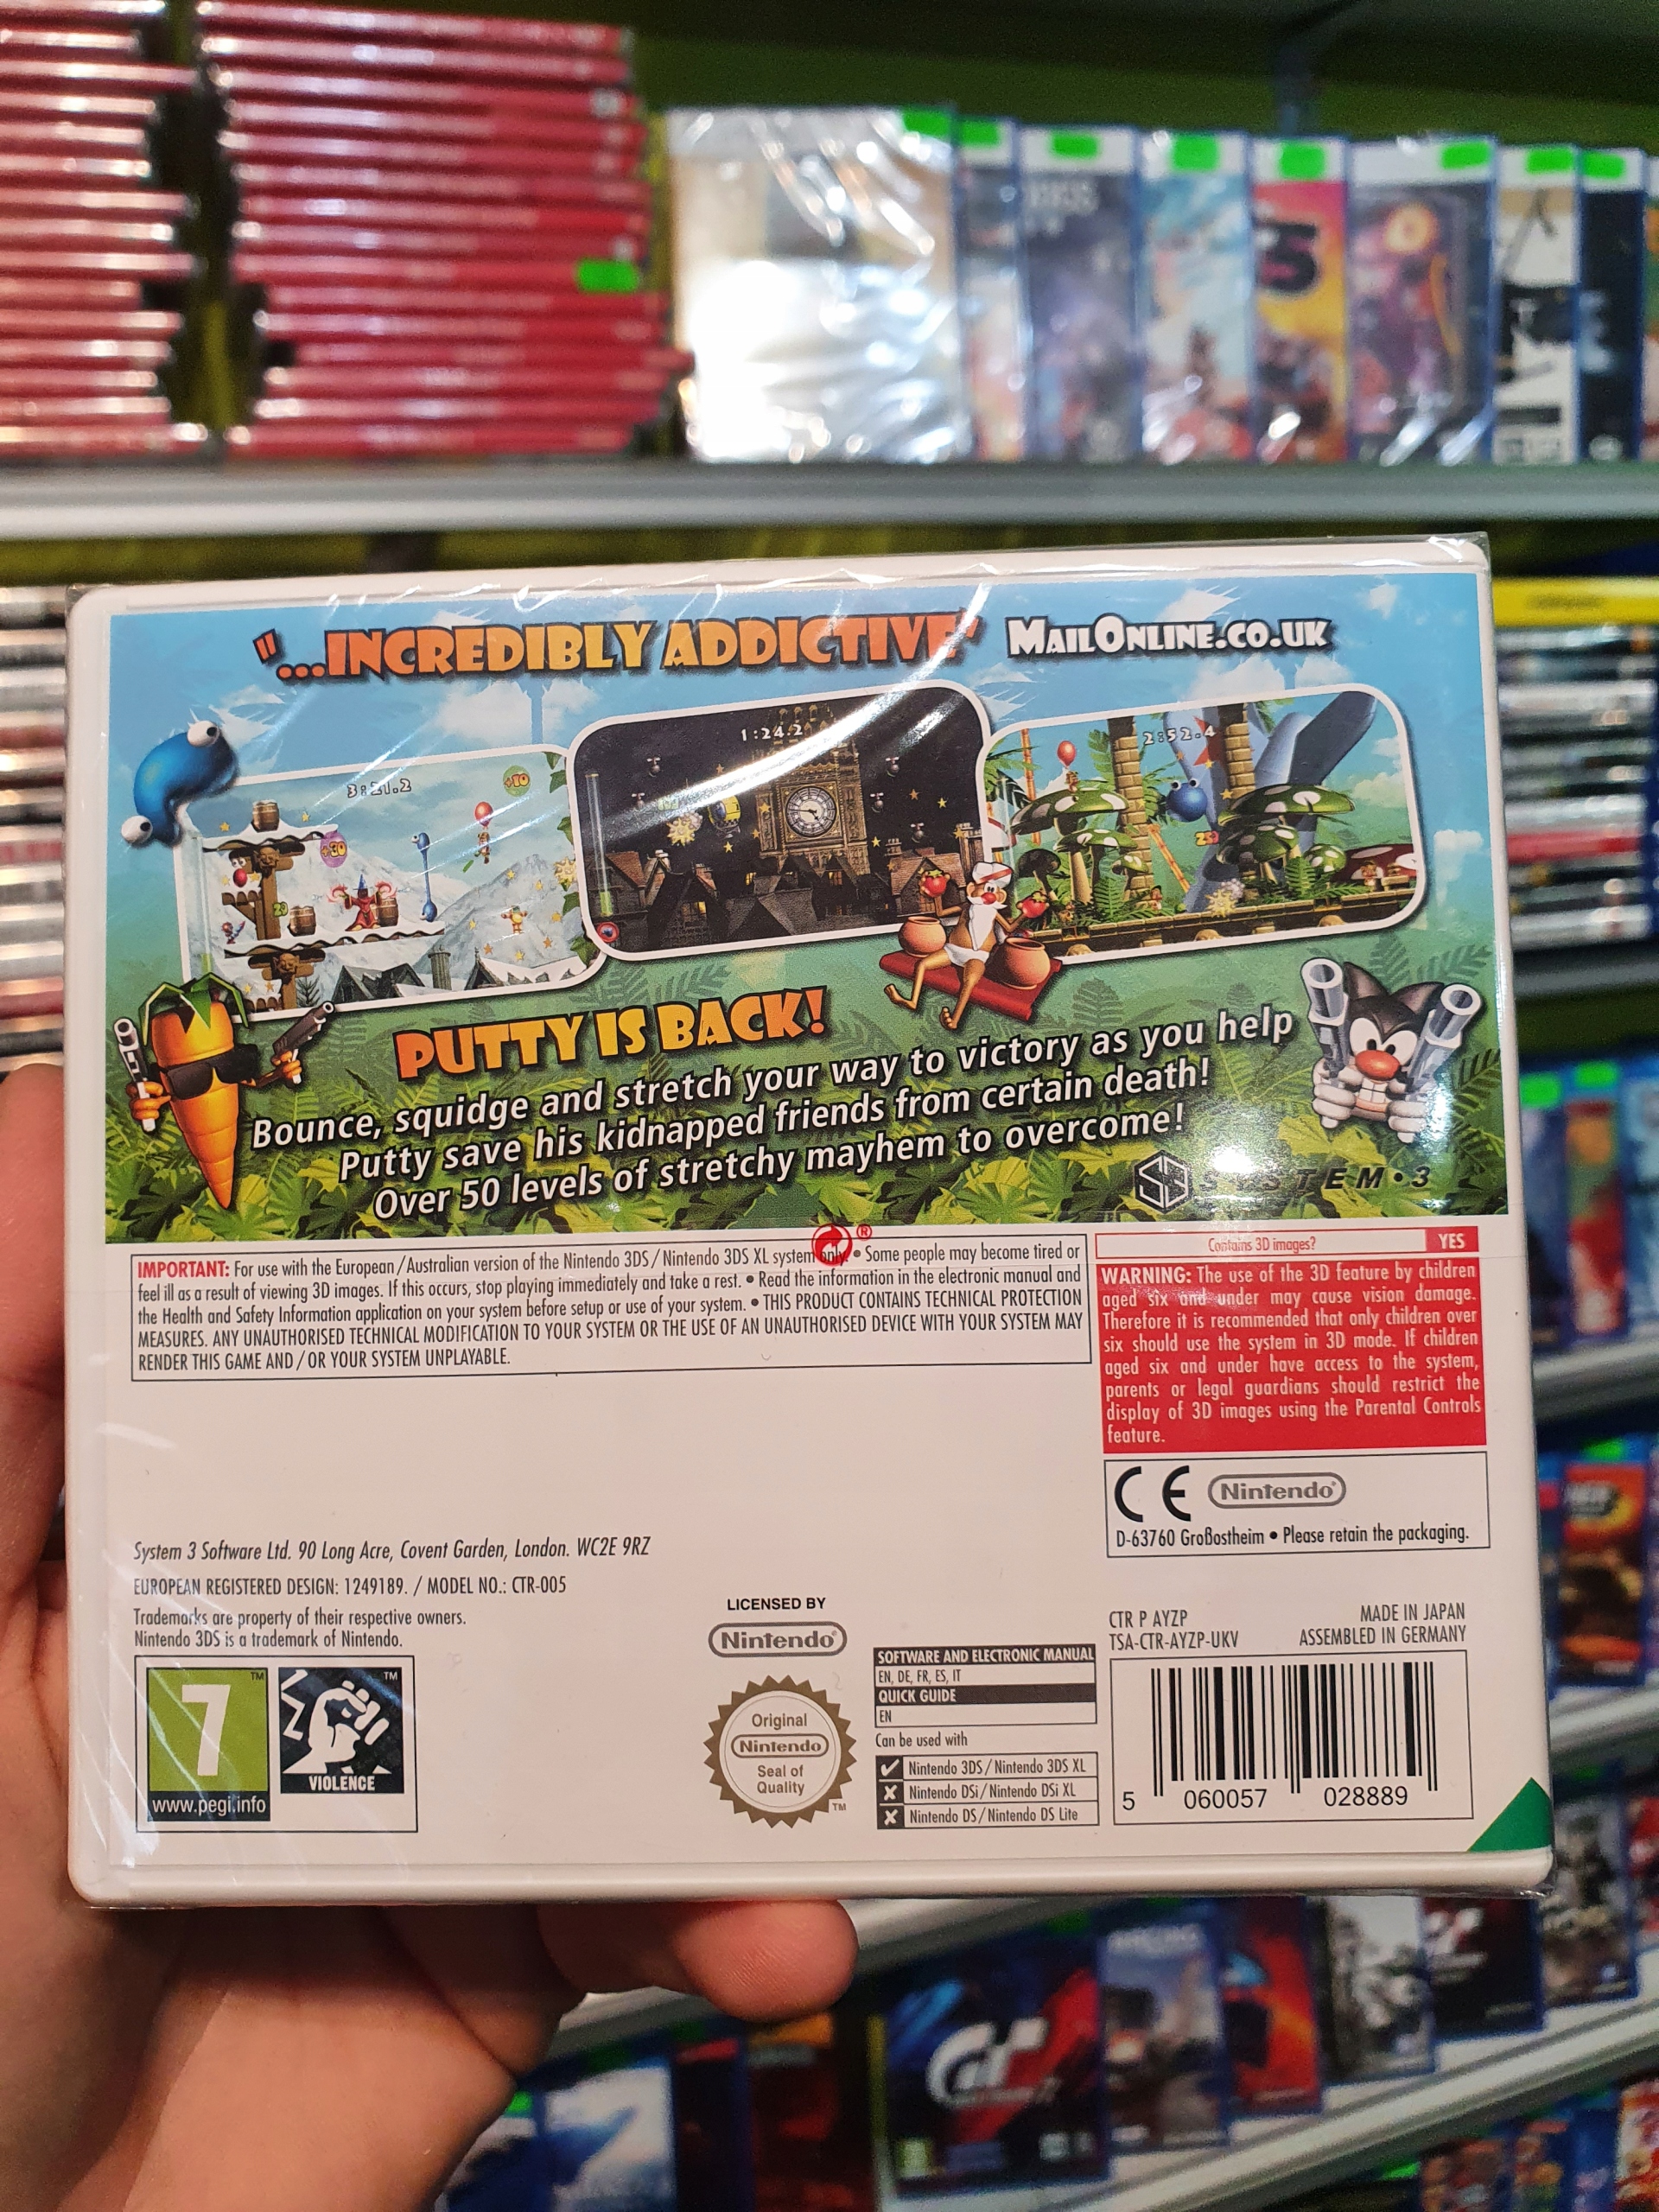 "...INCREDIBLY ADDICTIVE" MAILONLINE.CO.UK
3:21.2
+10
+30
29
1:24.2
2:52.4
29
PUTTY IS BACK!
Bounce, squidge and stretch your way to victory as you help
Putty save his kidnapped friends from certain death!
Over 50 levels of stretchy mayhem to overcome!
SYSTEM•3
IMPORTANT: For use with the European/Australian version of the Nintendo 3DS/Nintendo 3DS XL system only. • Some people may become tired or
feel ill as a result of viewing 3D images. If this occurs, stop playing immediately and take a rest. • Read the information in the electronic manual and
the Health and Safety Information application on your system before setup or use of your system. • THIS PRODUCT CONTAINS TECHNICAL PROTECTION
MEASURES. ANY UNAUTHORISED TECHNICAL MODIFICATION TO YOUR SYSTEM OR THE USE OF AN UNAUTHORISED DEVICE WITH YOUR SYSTEM MAY
RENDER THIS GAME AND/OR YOUR SYSTEM UNPLAYABLE.
®
Contains 3D images? YES
WARNING: The use of the 3D feature by children
aged six and under may cause vision damage.
Therefore it is recommended that only children over
six should use the system in 3D mode. If children
aged six and under have access to the system,
parents or legal guardians should restrict the
display of 3D images using the Parental Controls
feature.
CE Nintendo®
D-63760 Großostheim • Please retain the packaging.
System 3 Software Ltd. 90 Long Acre, Covent Garden, London. WC2E 9RZ
EUROPEAN REGISTERED DESIGN: 1249189. / MODEL NO.: CTR-005
Trademarks are property of their respective owners.
Nintendo 3DS is a trademark of Nintendo.
7 ™
www.pegi.info
™
VIOLENCE
LICENSED BY
Nintendo®
Original
Nintendo
Seal of
Quality
™
SOFTWARE AND ELECTRONIC MANUAL
EN, DE, FR, ES, IT
QUICK GUIDE
EN
Can be used with
✓ Nintendo 3DS/Nintendo 3DS XL
✗ Nintendo DSi/Nintendo DSi XL
✗ Nintendo DS/Nintendo DS Lite
CTR P AYZP
TSA-CTR-AYZP-UKV
MADE IN JAPAN
ASSEMBLED IN GERMANY
5 060057 028889
GT